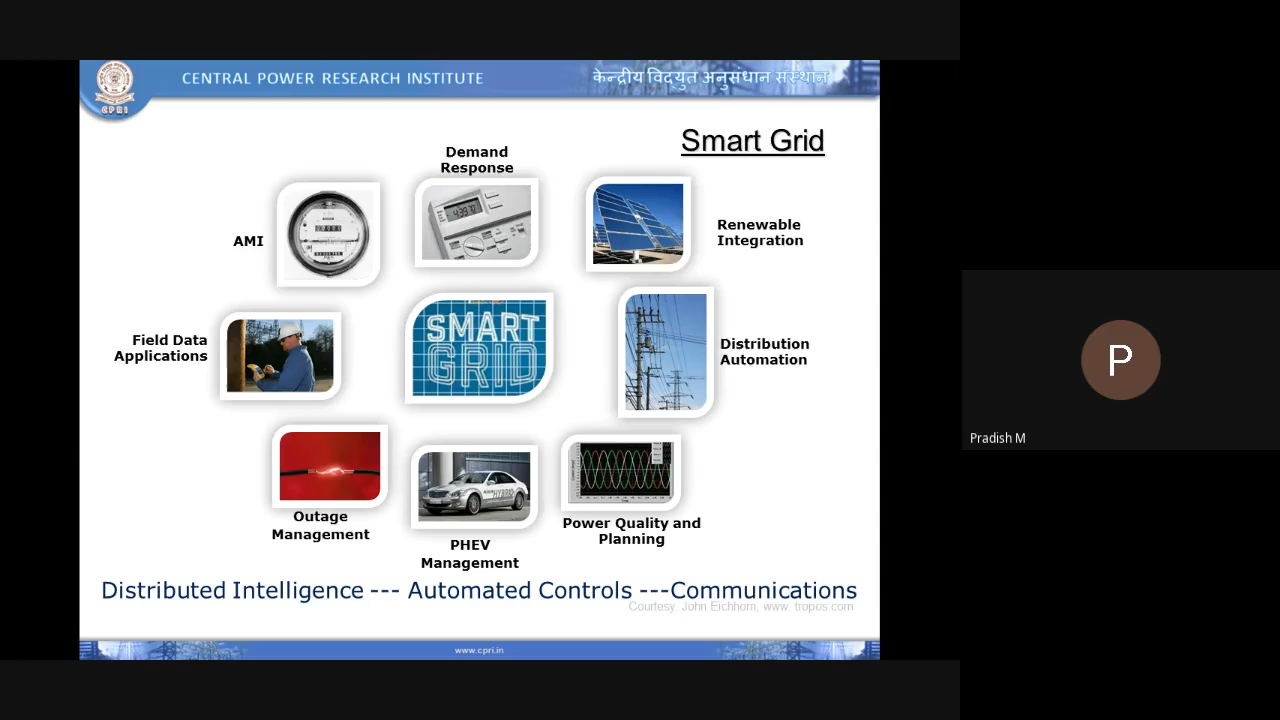 CENTRAL POWER RESEARCH INSTITUTE
केन्द्रीय विद्युत अनुसंधान संस्थान
CPRI
Smart Grid
Demand
Response
AMI
Renewable
Integration
Field Data
Applications
SMART
GRID
Distribution
Automation
HYBRID
Outage
Management
PHEV
Management
Power Quality and
Planning
Distributed Intelligence --- Automated Controls ---Communications
Courtesy: John Eichhorn, www. tropos.com
www.cpri.in
P
Pradish M